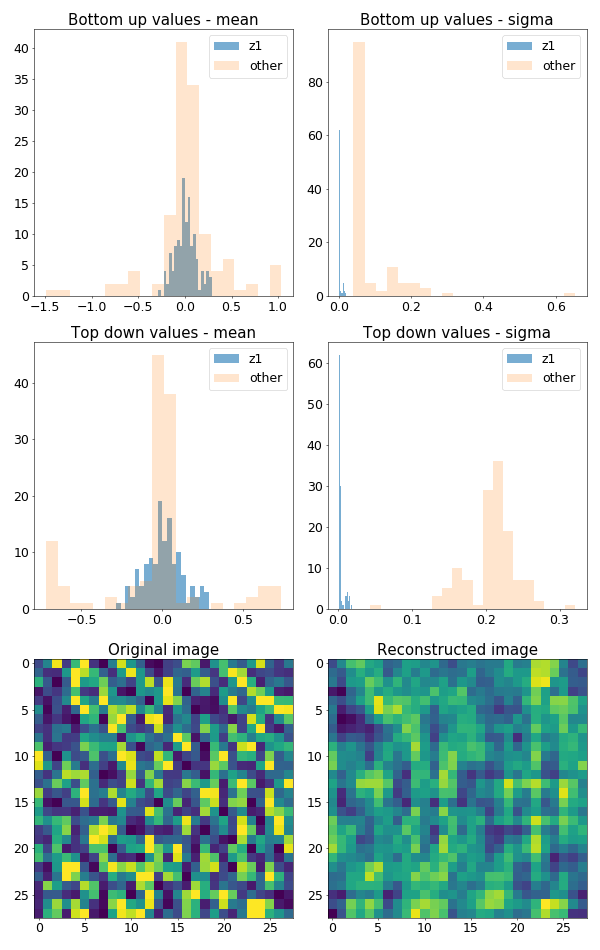 Bottom up values - mean
z1
other
40
35
30
25
20
15
10
5
0
−1.5 −1.0 −0.5 0.0 0.5 1.0
Bottom up values - sigma
z1
other
80
60
40
20
0
0.0 0.2 0.4 0.6
Top down values - mean
z1
other
40
30
20
10
0
−0.5 0.0 0.5
Top down values - sigma
z1
other
60
50
40
30
20
10
0
0.0 0.1 0.2 0.3
Original image
0
5
10
15
20
25
0 5 10 15 20 25
Reconstructed image
0
5
10
15
20
25
0 5 10 15 20 25